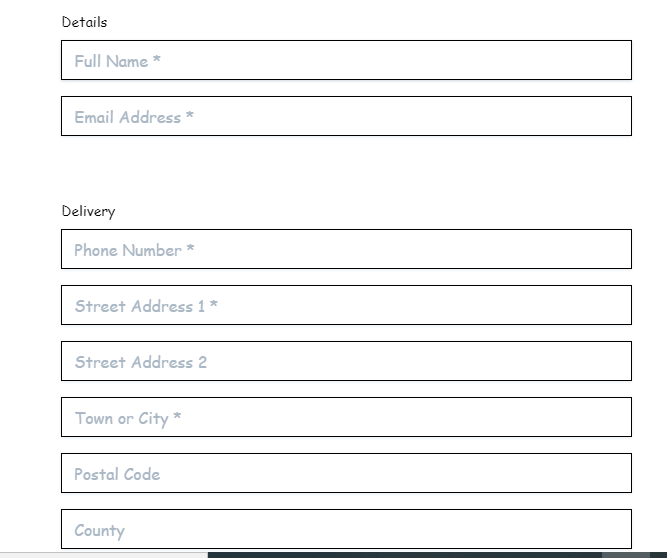 Details
Full Name *
Email Address *
Delivery
Phone Number *
Street Address 1 *
Street Address 2
Town or City *
Postal Code
County